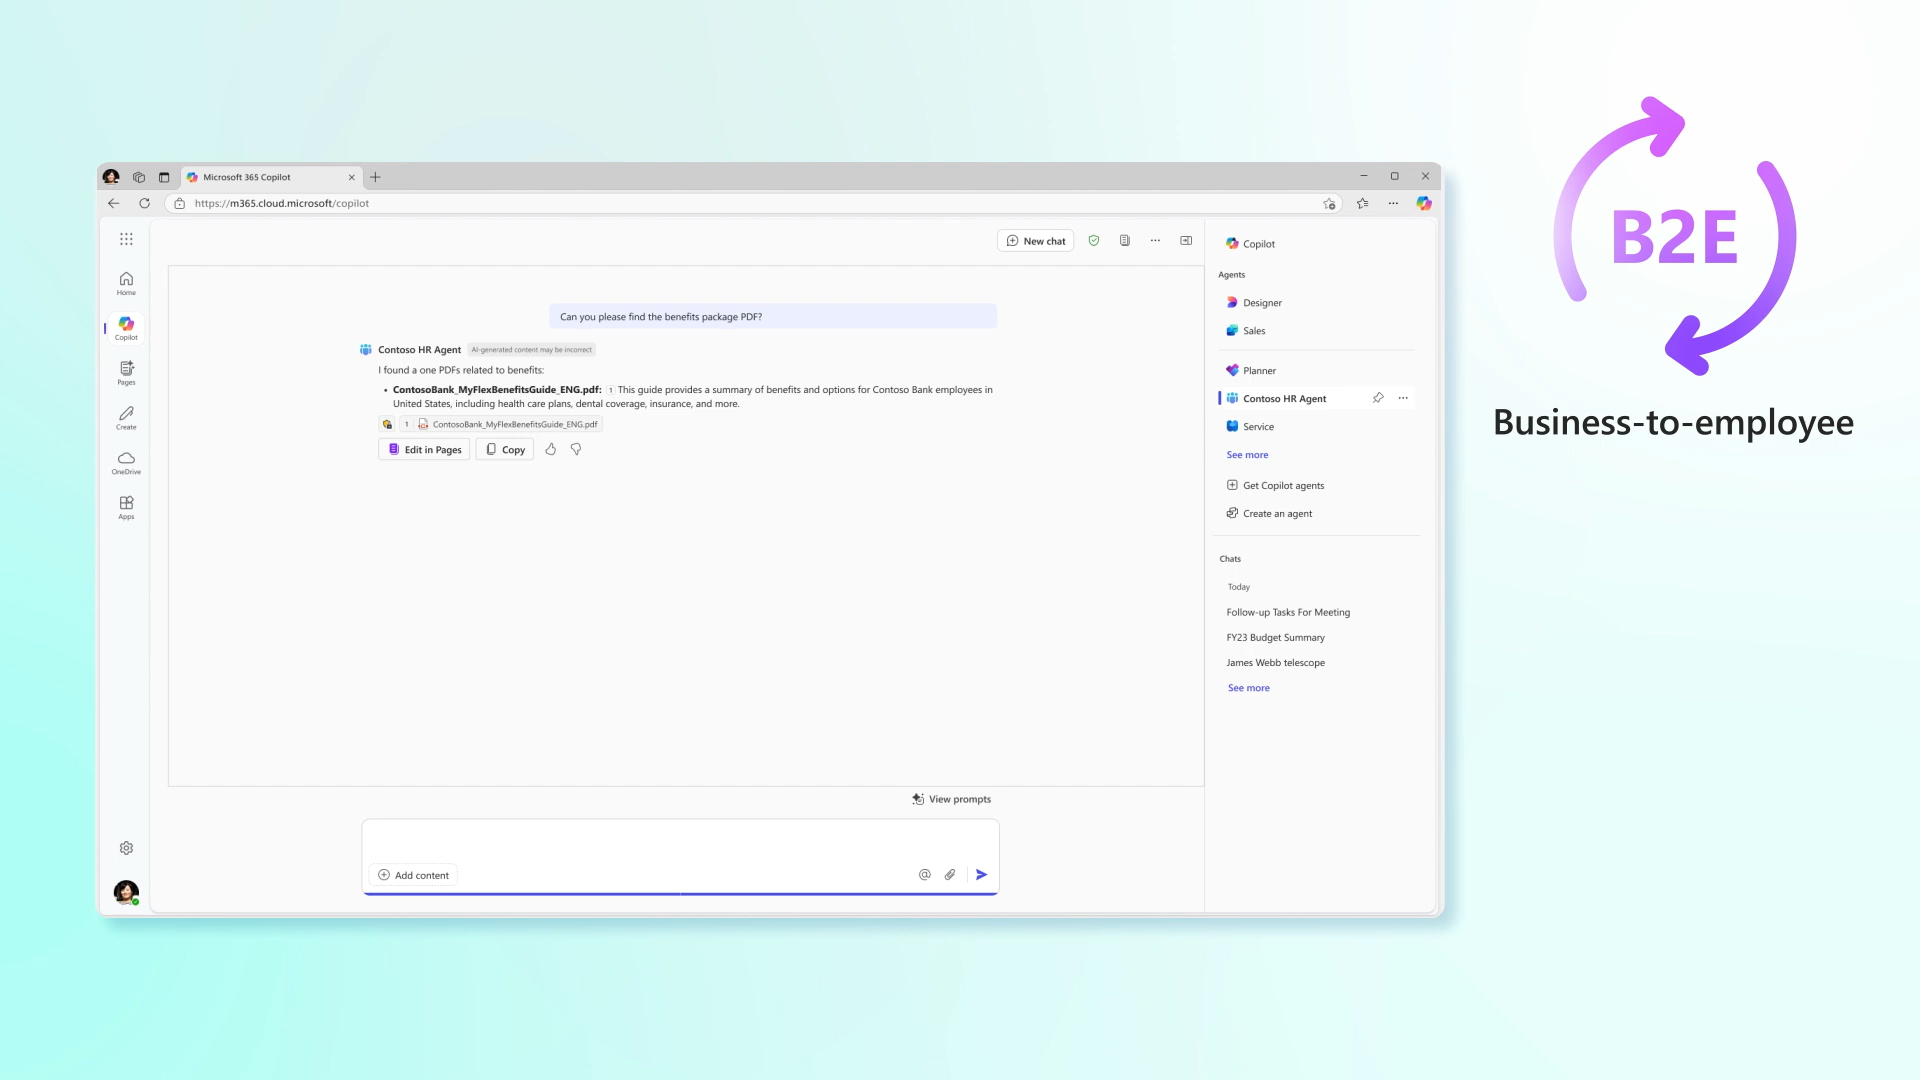 Microsoft 365 Copilot
https://m365.cloud.microsoft/copilot
Home
Copilot
Pages
Create
OneDrive
Apps
New chat
Can you please find the benefits package PDF?
Contoso HR Agent
AI-generated content may be incorrect
I found a one PDFs related to benefits:
• ContosoBank_MyFlexBenefitsGuide_ENG.pdf: 1 This guide provides a summary of benefits and options for Contoso Bank employees in
United States, including health care plans, dental coverage, insurance, and more.
1 ContosoBank_MyFlexBenefitsGuide_ENG.pdf
Edit in Pages
Copy
View prompts
Add content
Copilot
Agents
Designer
Sales
Planner
Contoso HR Agent
Service
See more
Get Copilot agents
Create an agent
Chats
Today
Follow-up Tasks For Meeting
FY23 Budget Summary
James Webb telescope
See more
B2E
Business-to-employee